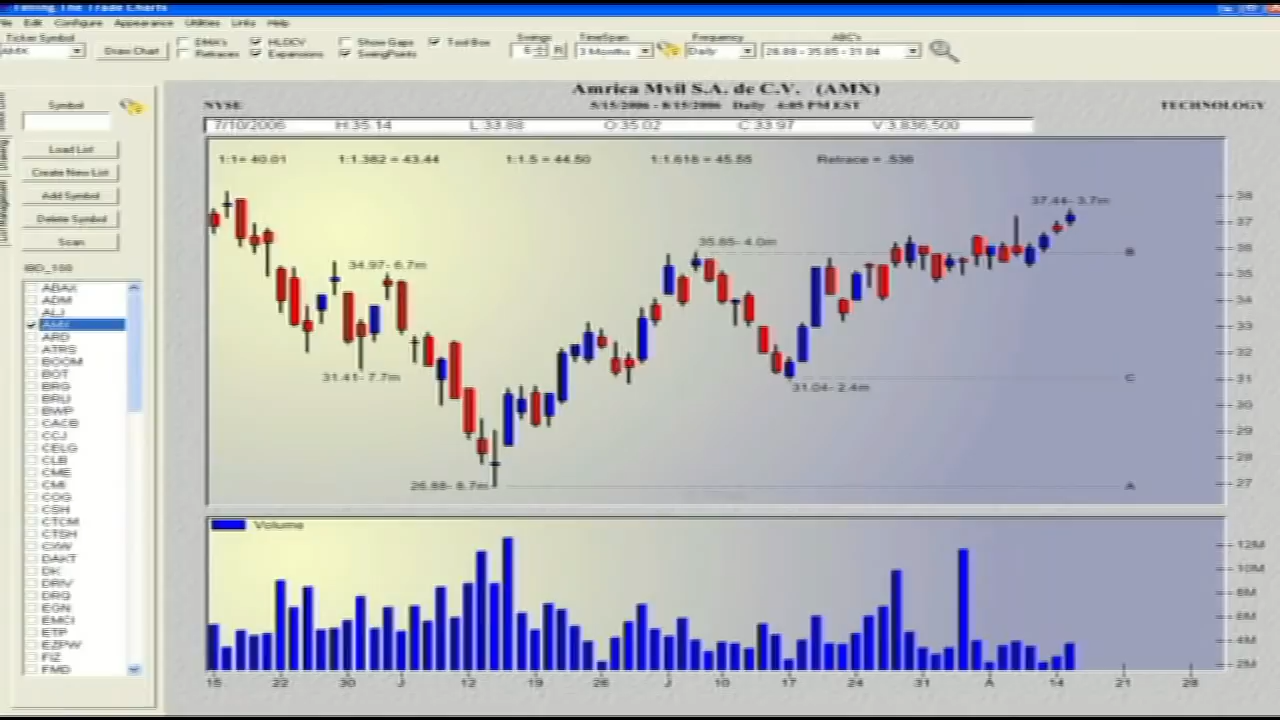 Timing The Trade Charts
File Edit Configure Appearance Utilities Links Help
Ticker Symbol
AMX
Draw Chart
DMA's HLOCV Show Gaps Tool Box
Retraces Expansions SwingPoints
Swings TimeSpan Frequency ABC's
6 R 3 Months Daily 26.88 - 35.85 - 31.04
Symbol
Load List
Create New List
Add Symbol
Delete Symbol
Scan
IBD_100
ABAX
ADM
ALJ
AMX
ARD
ATRS
BOOM
BOT
BRG
BRU
BWP
CACB
CCJ
CELG
CLB
CME
CMI
COG
CSH
CTCM
CTSH
CXW
DAKT
DK
DRIV
DRQ
EGN
EMCI
ETP
EZPW
FIZ
FMD
Amrica Mvil S.A. de C.V. (AMX)
NYSE 5/15/2006 - 8/15/2006 Daily 4:05 PM EST TECHNOLOGY
7/10/2006 H:35.14 L:33.88 O:35.02 C:33.97 V:3,836,500
1:1= 40.01 1:1.382 = 43.44 1:1.5 = 44.50 1:1.618 = 45.55 Retrace = .536
37.44- 3.7m
35.85- 4.0m
34.97- 6.7m
31.41- 7.7m
31.04- 2.4m
26.88- 8.7m
B
C
A
38
37
36
35
34
33
32
31
30
29
28
27
Volume
12M
10M
8M
6M
4M
2M
15 22 30 J 12 19 26 J 10 17 24 31 A 14 21 28